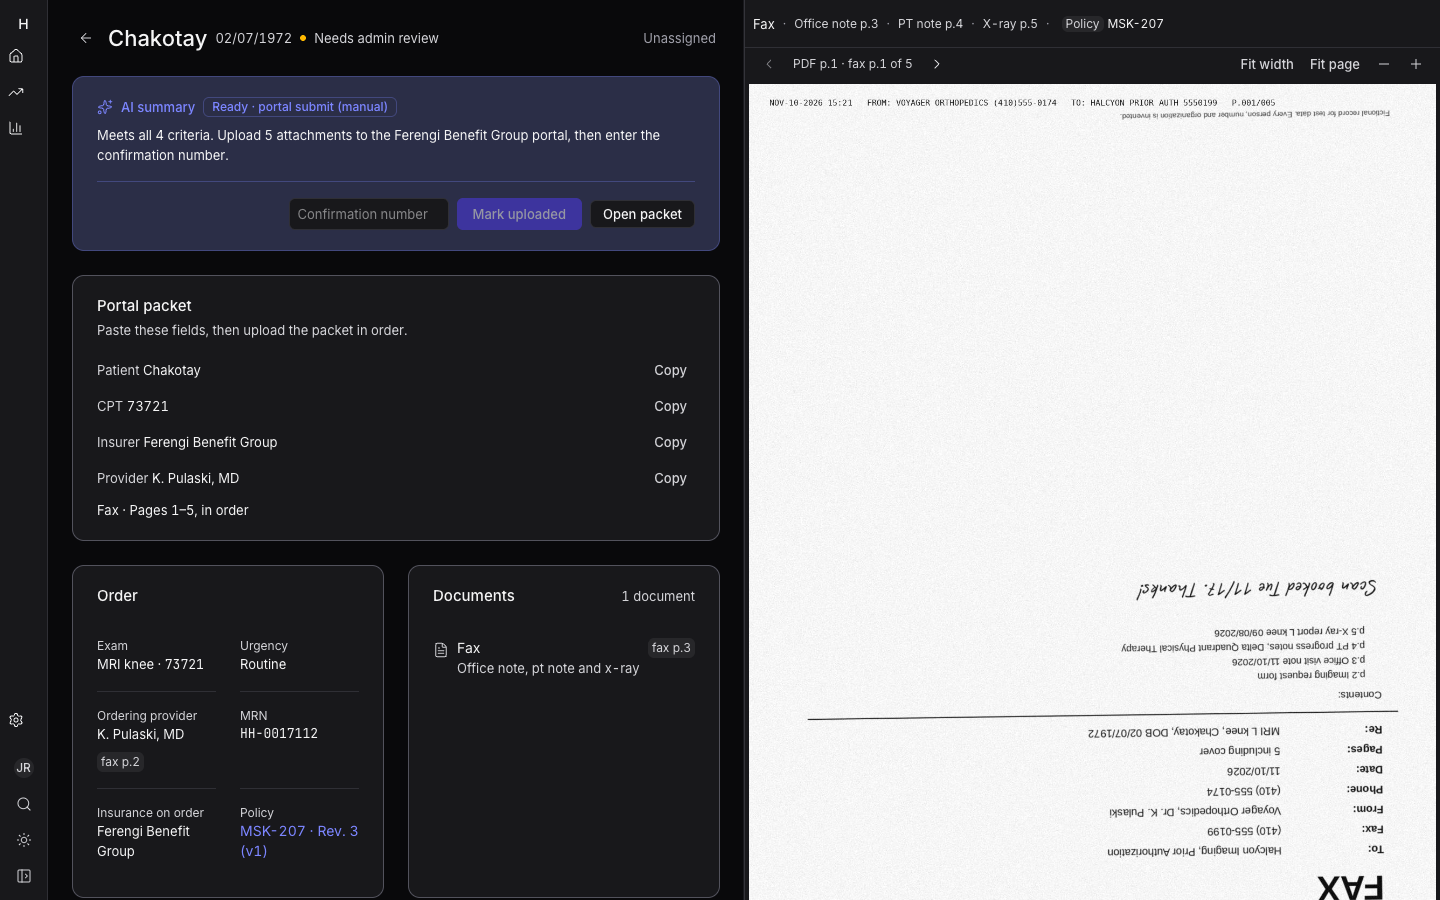 H
Chakotay 02/07/1972 Needs admin review Unassigned
AI summary Ready · portal submit (manual)
Meets all 4 criteria. Upload 5 attachments to the Ferengi Benefit Group portal, then enter the
confirmation number.
Confirmation number Mark uploaded Open packet
Portal packet
Paste these fields, then upload the packet in order.
Patient Chakotay Copy
CPT 73721 Copy
Insurer Ferengi Benefit Group Copy
Provider K. Pulaski, MD Copy
Fax · Pages 1–5, in order
Order
Exam
MRI knee · 73721
Urgency
Routine
Ordering provider
K. Pulaski, MD
fax p.2
MRN
HH-0017112
Insurance on order
Ferengi Benefit
Group
Policy
MSK-207 · Rev. 3
(v1)
Documents 1 document
Fax fax p.3
Office note, pt note and x-ray
JR
Fax · Office note p.3 · PT note p.4 · X-ray p.5 · Policy MSK-207
PDF p.1 · fax p.1 of 5 Fit width Fit page
NOV-10-2026 15:21 FROM: VOYAGER ORTHOPEDICS (410)555-0174 TO: HALCYON PRIOR AUTH 5550199 P.001/005
FAX
To: Halcyon Imaging, Prior Authorization
Fax: (410) 555-0199
From: Voyager Orthopedics, Dr. K. Pulaski
Phone: (410) 555-0174
Date: 11/10/2026
Pages: 5 including cover
Re: MRI L knee, Chakotay, DOB 02/07/1972
Contents:
p.2 Imaging request form
p.3 Office visit note 11/10/2026
p.4 PT progress notes, Delta Quadrant Physical Therapy
p.5 X-ray report L knee 09/08/2026
Scan booked Tue 11/17. Thanks!
Fictional record for test data. Every person, number and organization is invented.